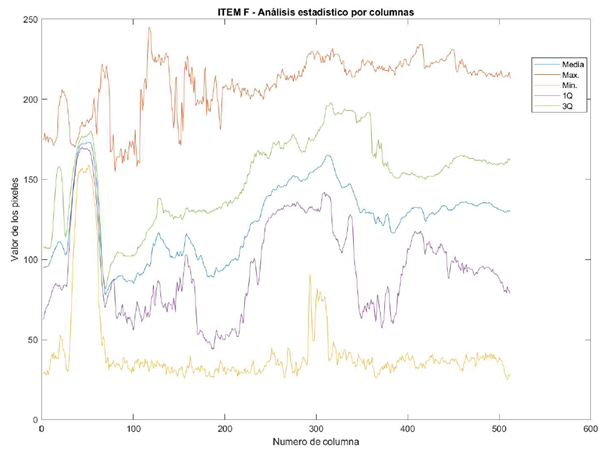 ITEM F - Análisis estadístico por columnas
250
200
150
100
50
0
Valor de los pixeles
0
100
200
300
400
500
600
Numero de columna
Media
Max.
Min.
1Q
3Q